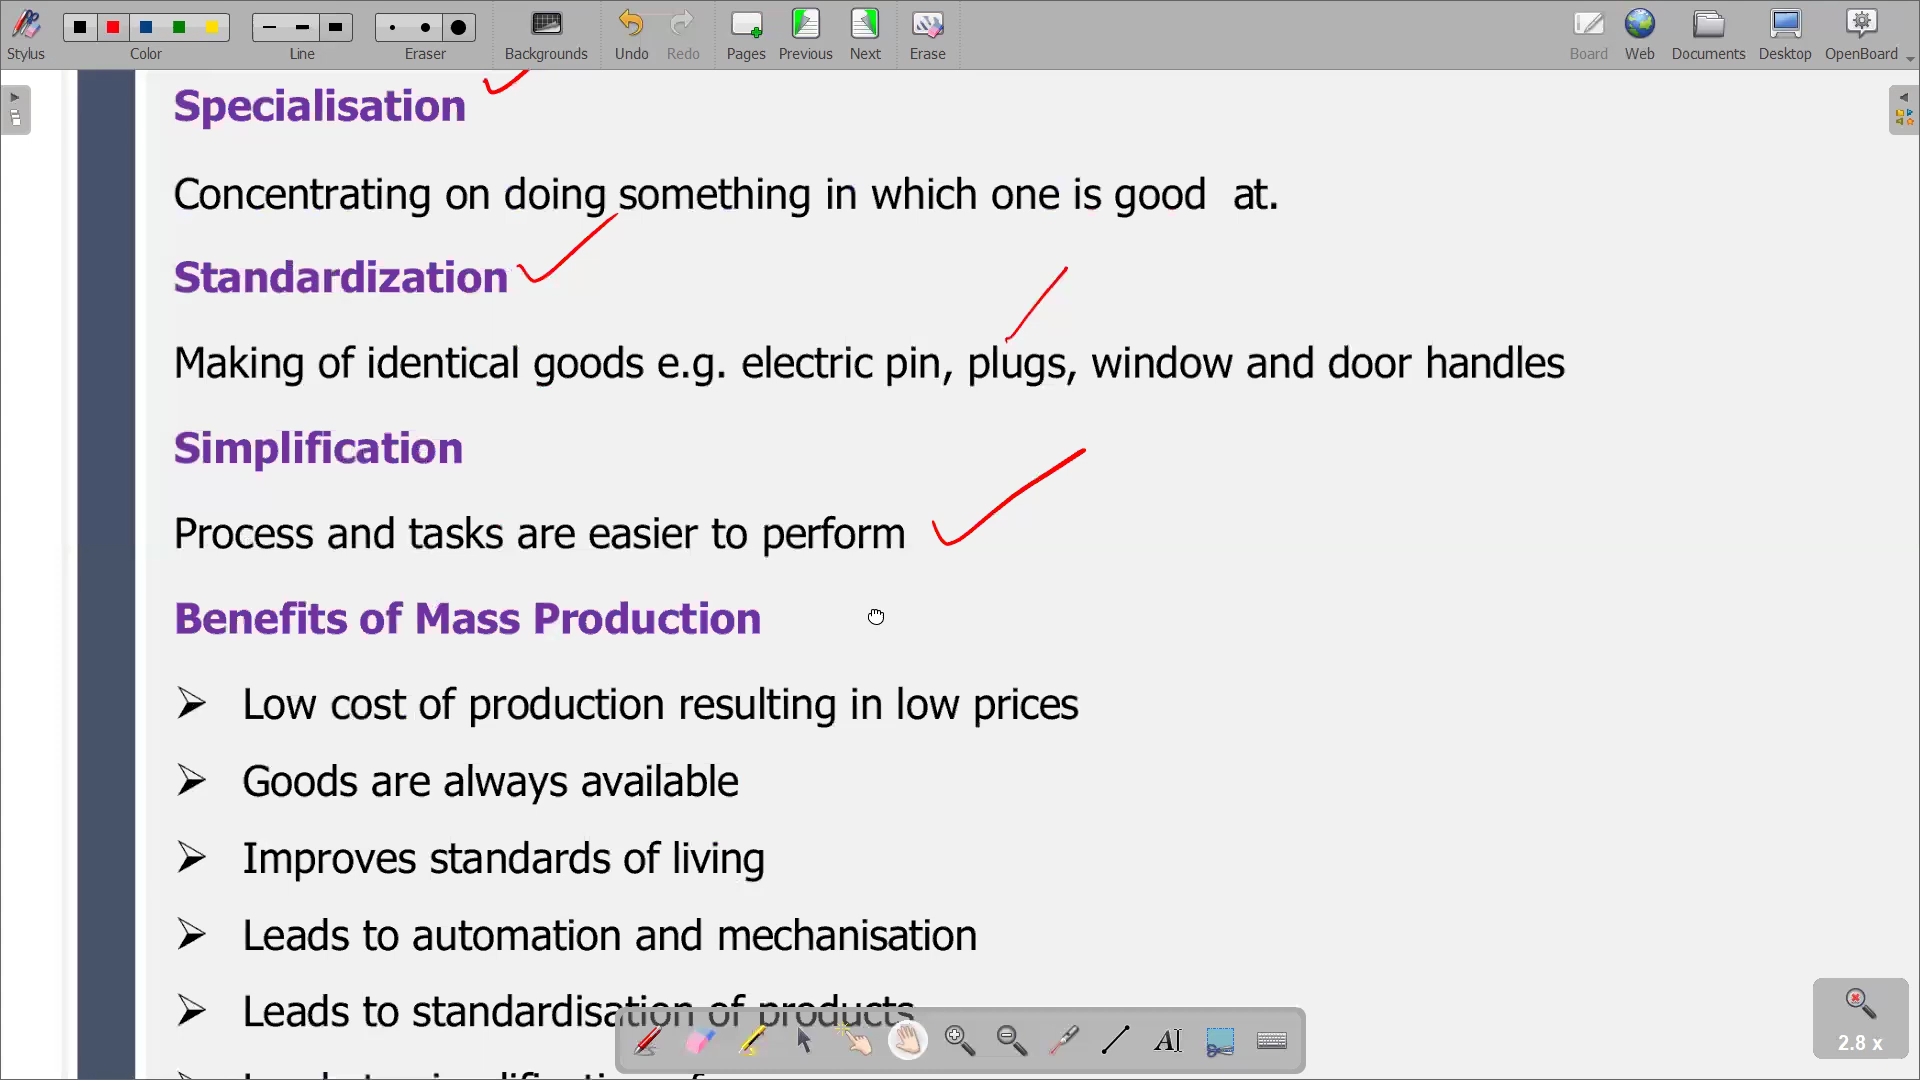 Stylus
Color
Line
Eraser
Backgrounds
Undo
Redo
Pages
Previous
Next
Erase
Board
Web
Documents
Desktop
OpenBoard
Specialisation
Concentrating on doing something in which one is good at.
Standardization
Making of identical goods e.g. electric pin, plugs, window and door handles
Simplification
Process and tasks are easier to perform
Benefits of Mass Production
Low cost of production resulting in low prices
Goods are always available
Improves standards of living
Leads to automation and mechanisation
Leads to standardisation of products
2.8 x